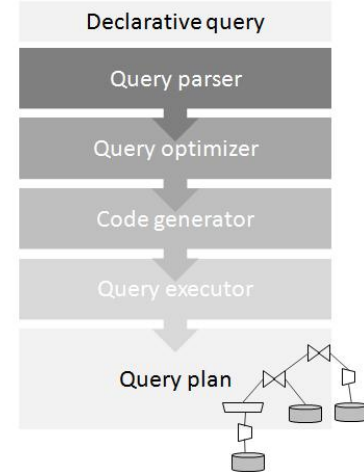 Declarative query
Query parser
Query optimizer
Code generator
Query executor
Query plan